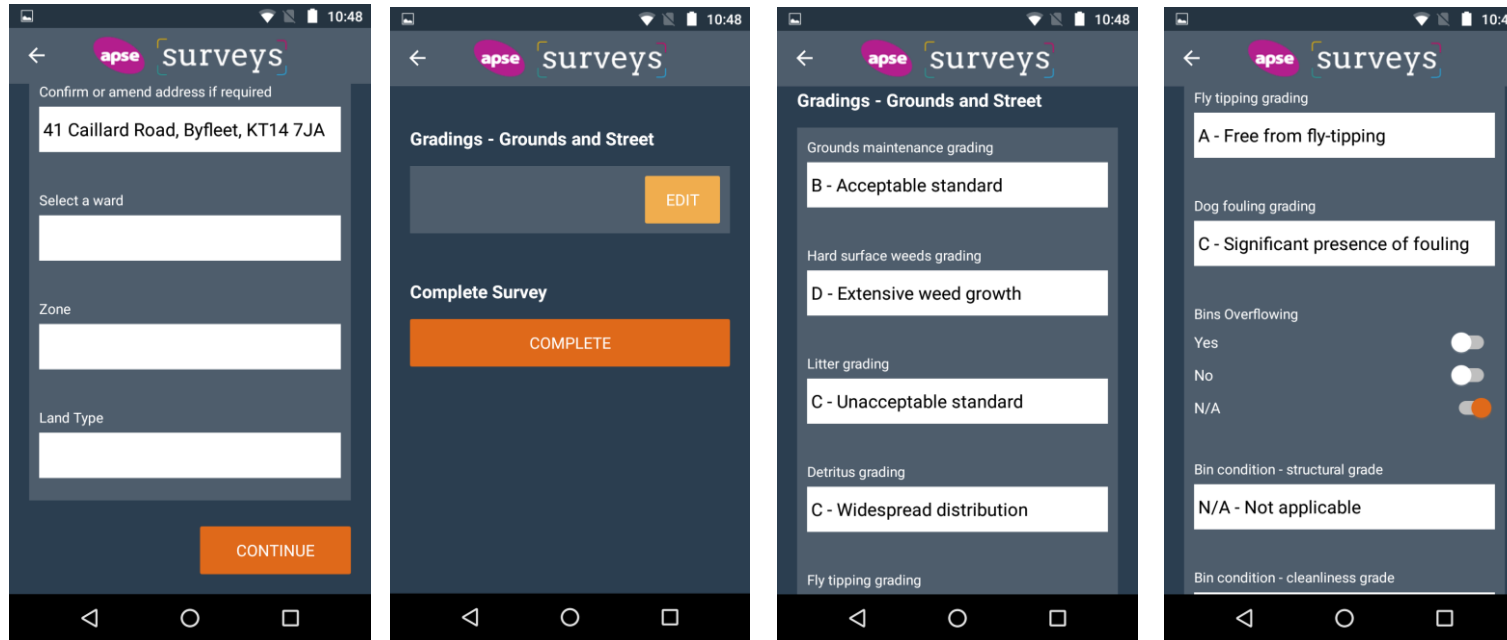 10:48
apse surveys
Confirm or amend address if required
41 Caillard Road, Byfleet, KT14 7JA
Select a ward
Zone
Land Type
CONTINUE
10:48
apse surveys
Gradings - Grounds and Street
EDIT
Complete Survey
COMPLETE
10:48
apse surveys
Gradings - Grounds and Street
Grounds maintenance grading
B - Acceptable standard
Hard surface weeds grading
D - Extensive weed growth
Litter grading
C - Unacceptable standard
Detritus grading
C - Widespread distribution
Fly tipping grading
10:4
apse surveys
Fly tipping grading
A - Free from fly-tipping
Dog fouling grading
C - Significant presence of fouling
Bins Overflowing
Yes
No
N/A
Bin condition - structural grade
N/A - Not applicable
Bin condition - cleanliness grade